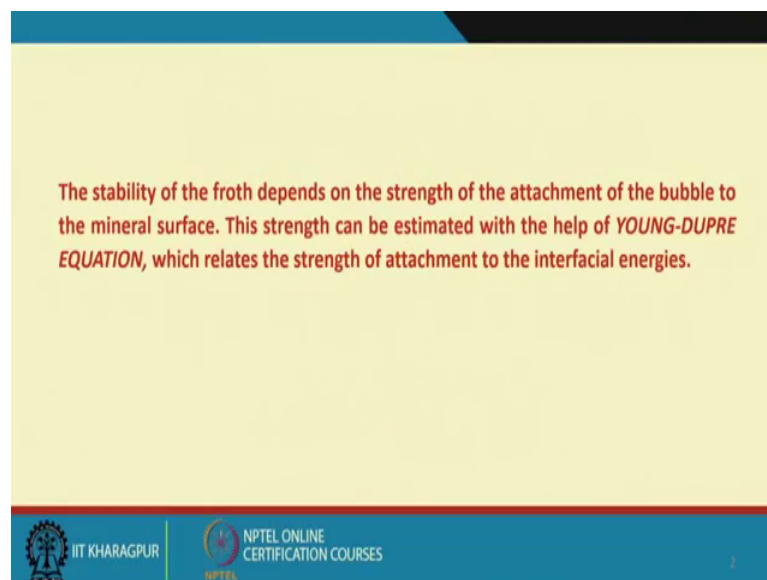 The stability of the froth depends on the strength of the attachment of the bubble to
the mineral surface. This strength can be estimated with the help of YOUNG-DUPRE
EQUATION, which relates the strength of attachment to the interfacial energies.
IIT KHARAGPUR
NPTEL ONLINE
CERTIFICATION COURSES
NPTEL
2